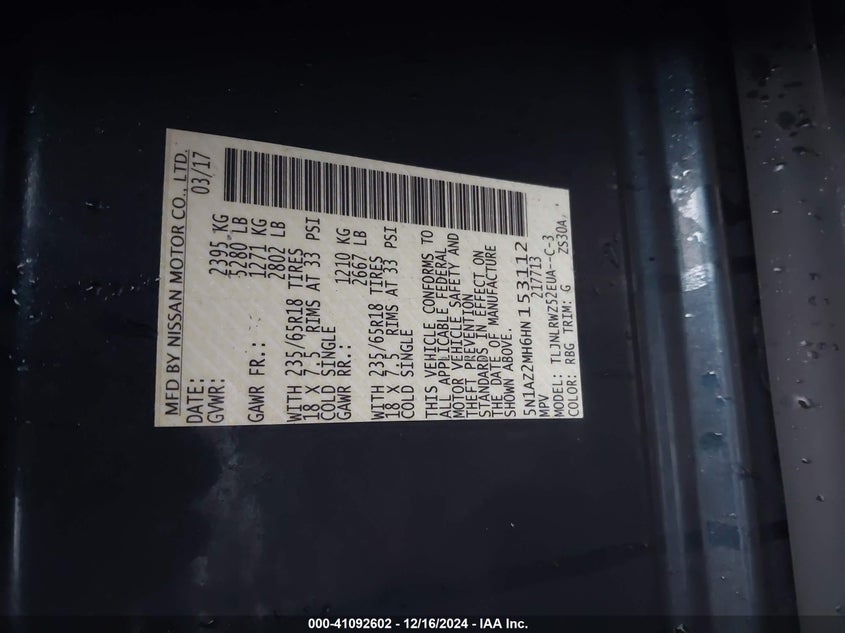 MFD BY NISSAN MOTOR CO., LTD.
DATE: 03/17
GVWR: 2395 KG
5280 LB
GAWR FR.: 1271 KG
2802 LB
WITH 235/65R18 TIRES
18 X 7.5 RIMS AT 33 PSI
COLD SINGLE
GAWR RR.: 1210 KG
2667 LB
WITH 235/65R18 TIRES
18 X 7.5 RIMS AT 33 PSI
COLD SINGLE
THIS VEHICLE CONFORMS TO
ALL APPLICABLE FEDERAL
MOTOR VEHICLE SAFETY AND
THEFT PREVENTION
STANDARDS IN EFFECT ON
THE DATE OF MANUFACTURE
SHOWN ABOVE.
5N1AZ2MH6HN153112
MPV 217713
MODEL: TLJNLRWZ52EUA--C-3
COLOR: RBG TRIM: G ZS30A
000-41092602 - 12/16/2024 - IAA Inc.